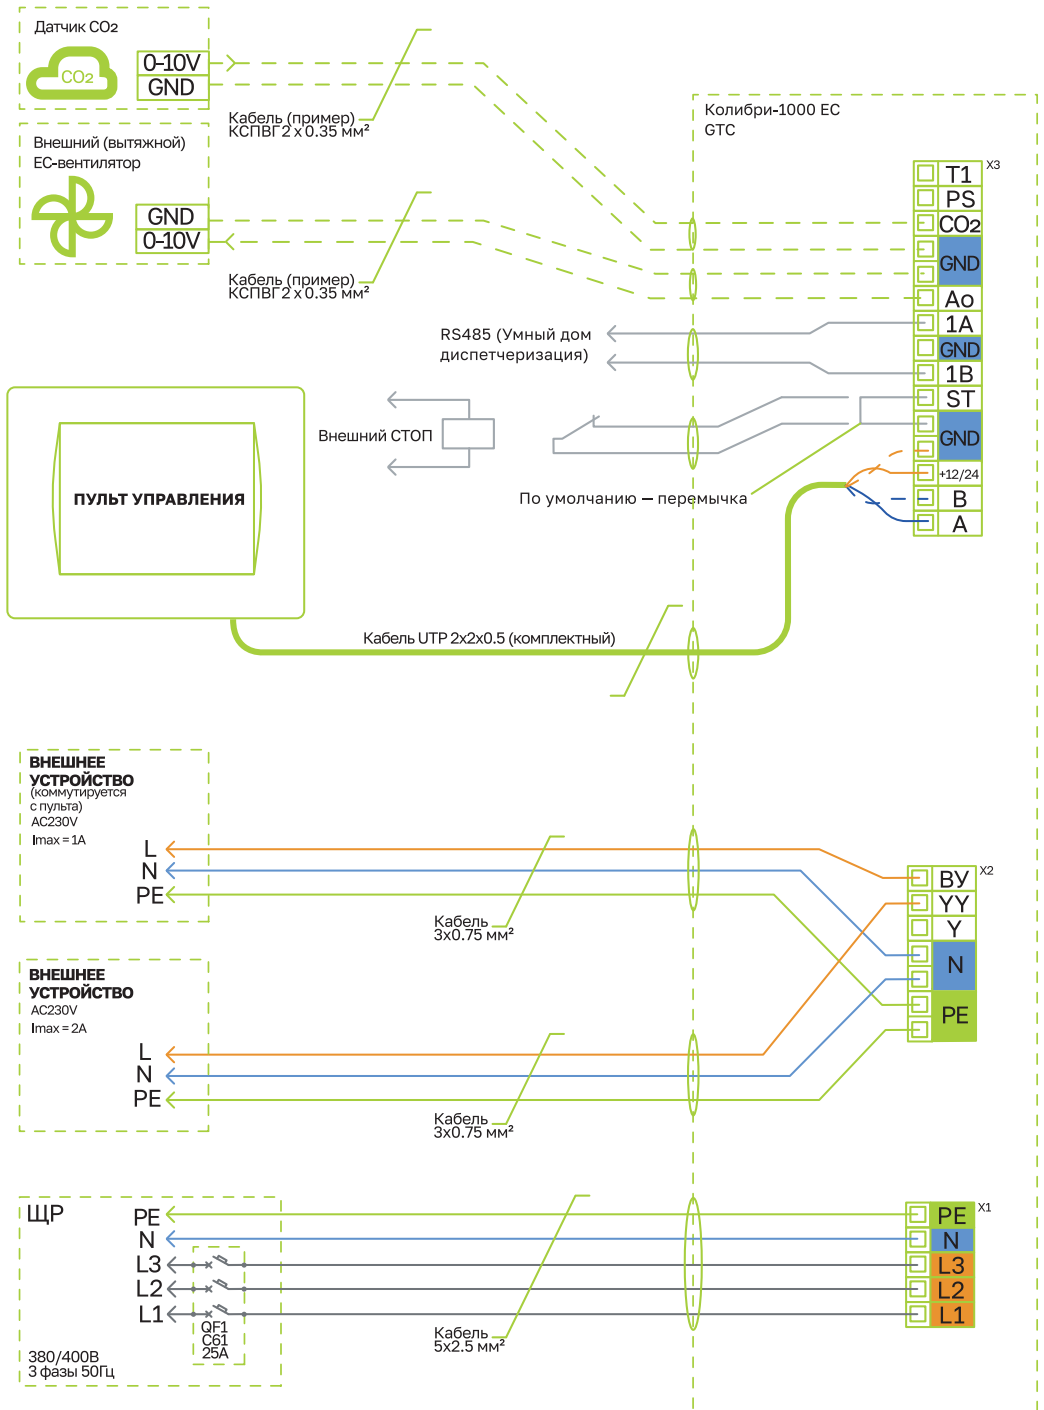 Датчик CO2
CO2
0-10V
GND
Кабель (пример)
КСПВГ2 x 0.35 мм²
Внешний (вытяжной)
ЕС-вентилятор
GND
0-10V
Кабель (пример)
КСПВГ2 x 0.35 мм²
Колибри-1000 ЕС
GTC
X3
T1
PS
CO2
GND
Ao
1A
GND
1B
ST
GND
+12/24
B
A
RS485 (Умный дом
диспетчеризация)
Внешний СТОП
По умолчанию — перемычка
ПУЛЬТ УПРАВЛЕНИЯ
Кабель UTP 2x2x0.5 (комплектный)
ВНЕШНЕЕ
УСТРОЙСТВО
(коммутируется
с пульта)
AC230V
Imax = 1A
L
N
PE
Кабель
3x0.75 мм²
X2
ВУ
YY
Y
N
PE
ВНЕШНЕЕ
УСТРОЙСТВО
AC230V
Imax = 2A
L
N
PE
Кабель
3x0.75 мм²
ЩР
PE
N
L3
L2
L1
QF1
C61
25A
380/400В
3 фазы 50Гц
Кабель
5x2.5 мм²
X1
PE
N
L3
L2
L1